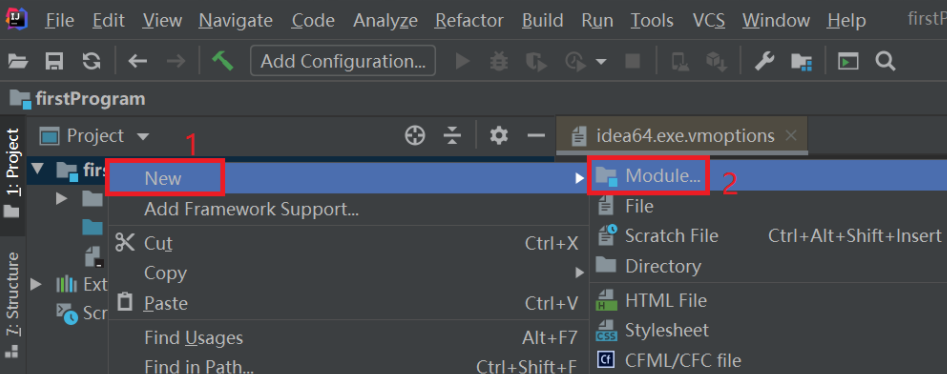 File Edit View Navigate Code Analyze Refactor Build Run Tools VCS Window Help firstP
Add Configuration...
firstProgram
1: Project
Project
1
idea64.exe.vmoptions
firs
New
Module...
2
Add Framework Support...
File
Cut Ctrl+X
Scratch File Ctrl+Alt+Shift+Insert
Copy
Directory
7: Structure
Ext
Paste Ctrl+V
HTML File
Scr
Find Usages Alt+F7
Stylesheet
CSS
Find in Path... Ctrl+Shift+F
Cf
CFML/CFC file